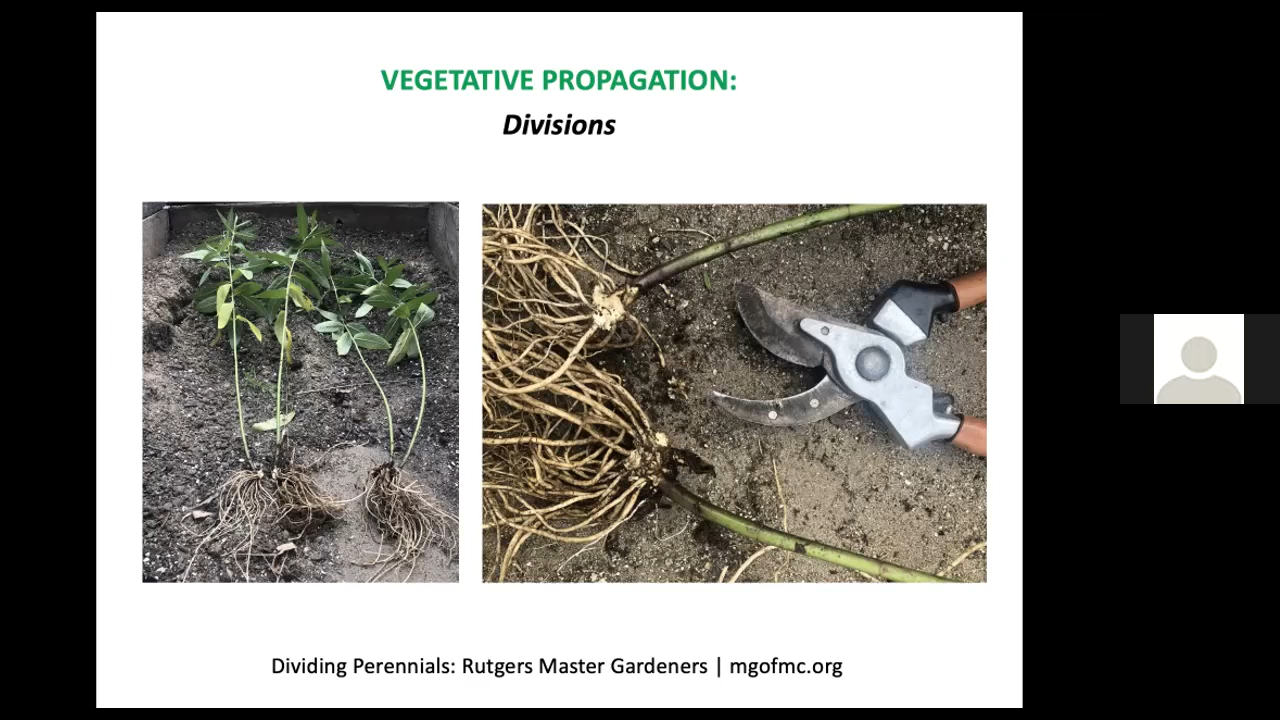 VEGETATIVE PROPAGATION:
Divisions
Dividing Perennials: Rutgers Master Gardeners | mgofmc.org